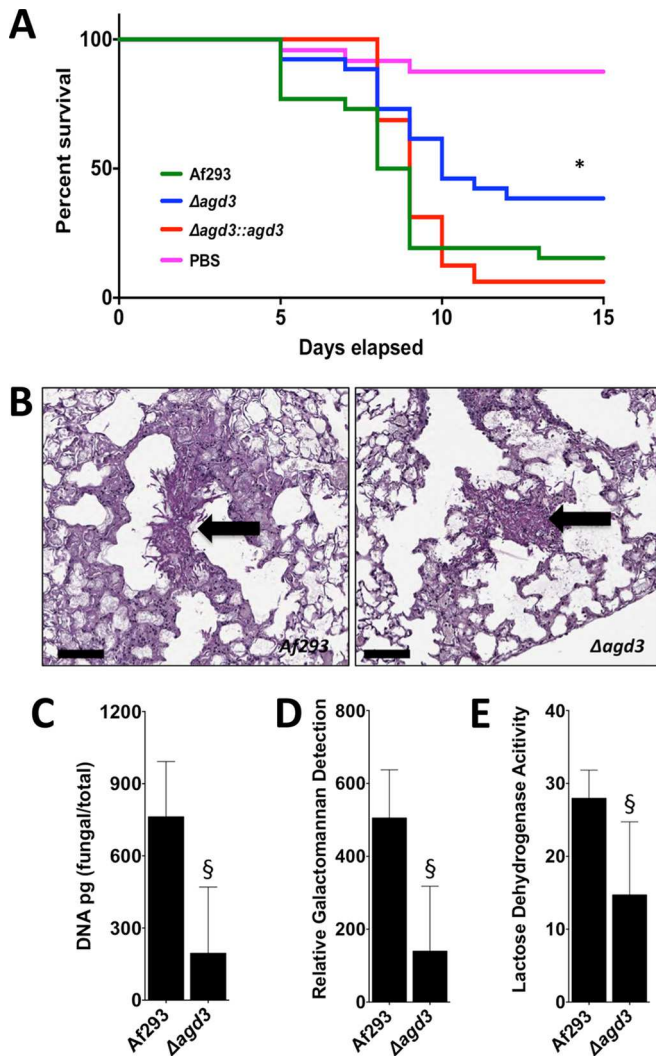 A
Percent survival
100
50
0
Af293
Δagd3
Δagd3::agd3
PBS
*
0 5 10 15
Days elapsed
B
Af293
Δagd3
C
DNA pg (fungal/total)
1200
900
600
300
0
§
Af293
Δagd3
D
Relative Galactomannan Detection
800
600
400
200
0
§
Af293
Δagd3
E
Lactose Dehydrogenase Acitivity
40
30
20
10
0
§
Af293
Δagd3